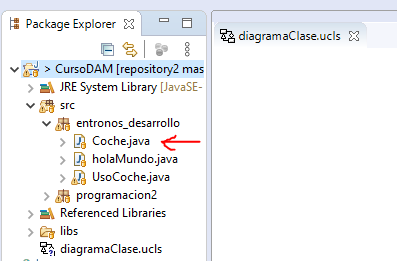 Package Explorer
diagramaClase.ucls
> CursoDAM [repository2 mas
JRE System Library [JavaSE-
src
entronos_desarrollo
Coche.java
holaMundo.java
UsoCoche.java
programacion2
Referenced Libraries
libs
diagramaClase.ucls